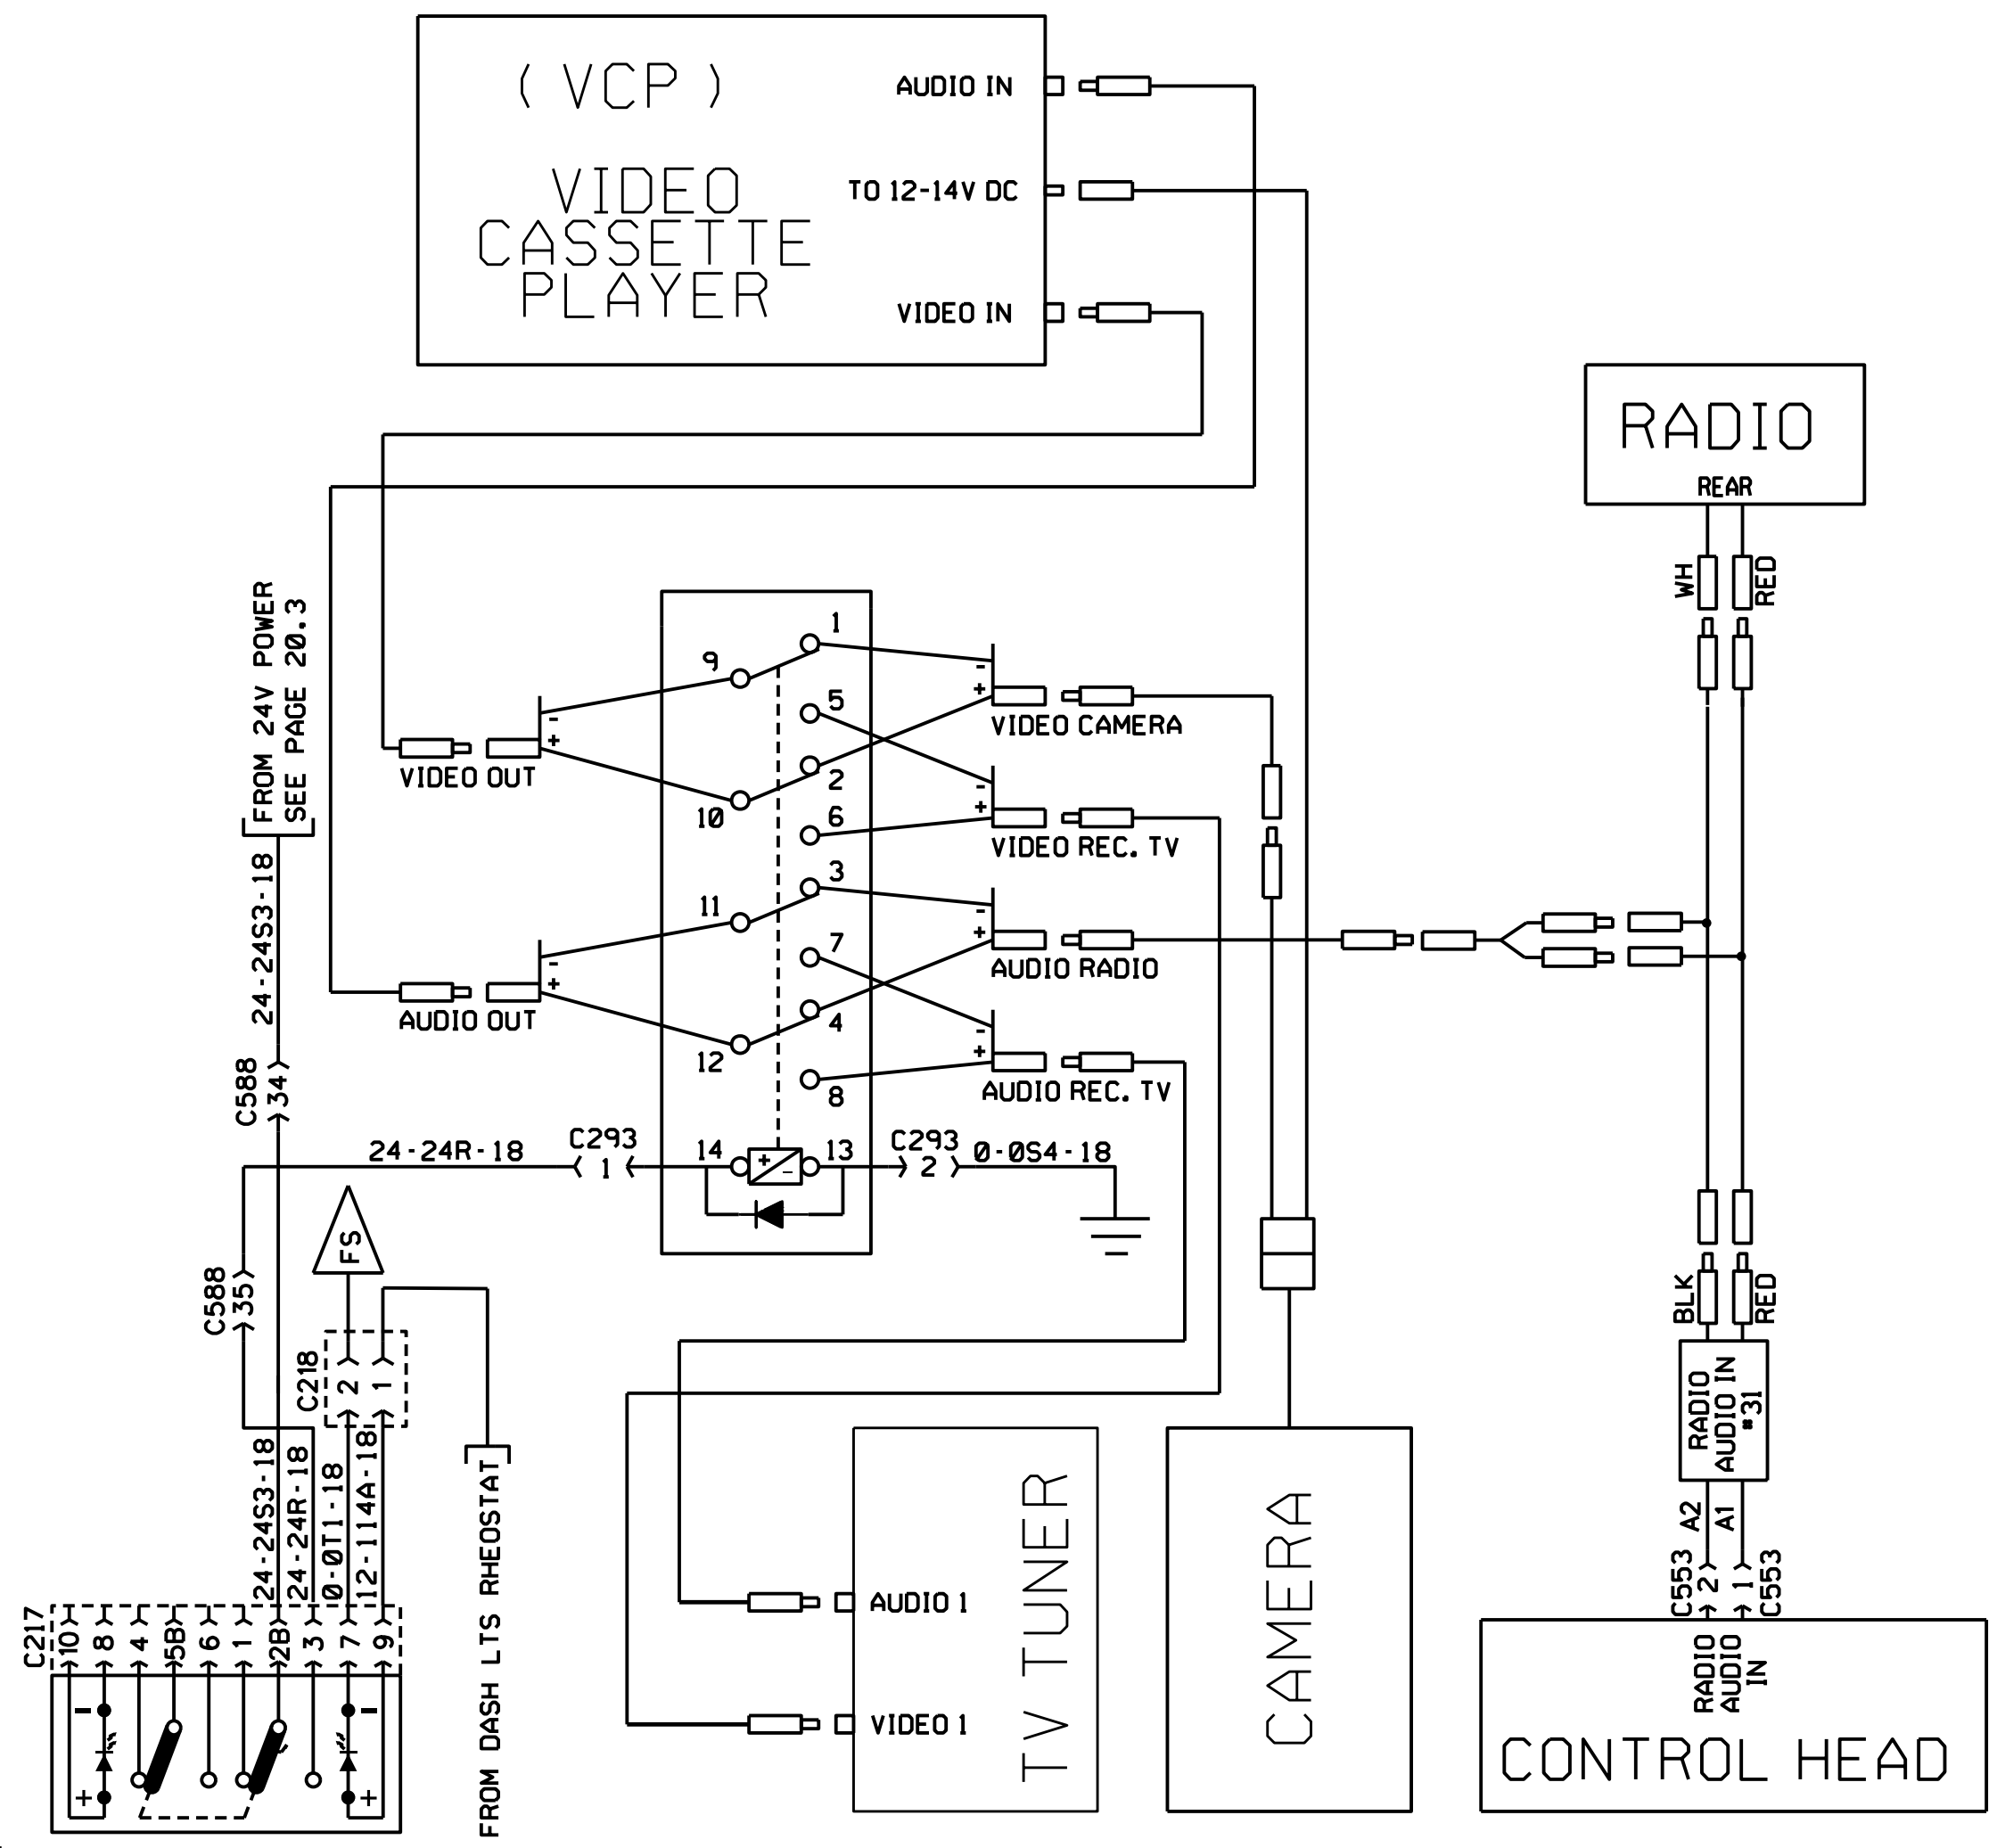 ( VCP )
VIDEO
CASSETTE
PLAYER
AUDIO IN
TO 12-14V DC
VIDEO IN
RADIO
REAR
WH
RED
FROM 24V POWER
SEE PAGE 20.3
24-24S3-18
C588
34
9
1
5
2
10
6
11
3
7
4
12
8
-
+
VIDEO OUT
-
+
AUDIO OUT
-
+
VIDEO CAMERA
-
+
VIDEO REC. TV
-
+
AUDIO RADIO
-
+
AUDIO REC. TV
24-24R-18
C293
1
14
+
-
13
C293
2
0-0S4-18
C588
35
FS
C218
2
1
24-24S3-18
24-24R-18
0-0T1-18
12-114A-18
FROM DASH LTS RHEOSTAT
C217
10
8
4
5B
6
1
2B
3
7
9
-
+
-
+
AUDIO 1
VIDEO 1
TV TUNER
CAMERA
BLK
RED
RADIO
AUDIO IN
#31
A2
A1
C553
2
1
C553
RADIO
AUDIO
IN
CONTROL HEAD